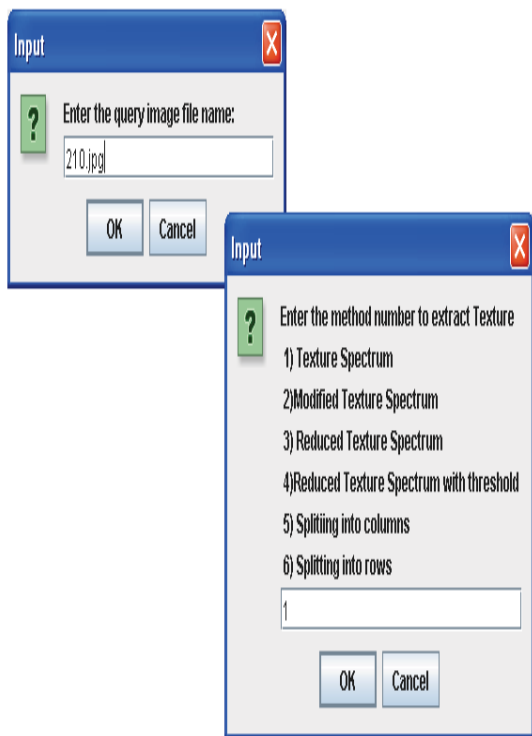 Input
Enter the query image file name:
210.jpg
OK Cancel
Input
Enter the method number to extract Texture
1) Texture Spectrum
2)Modified Texture Spectrum
3) Reduced Texture Spectrum
4)Reduced Texture Spectrum with threshold
5) Splitiing into columns
6) Splitting into rows
1
OK Cancel